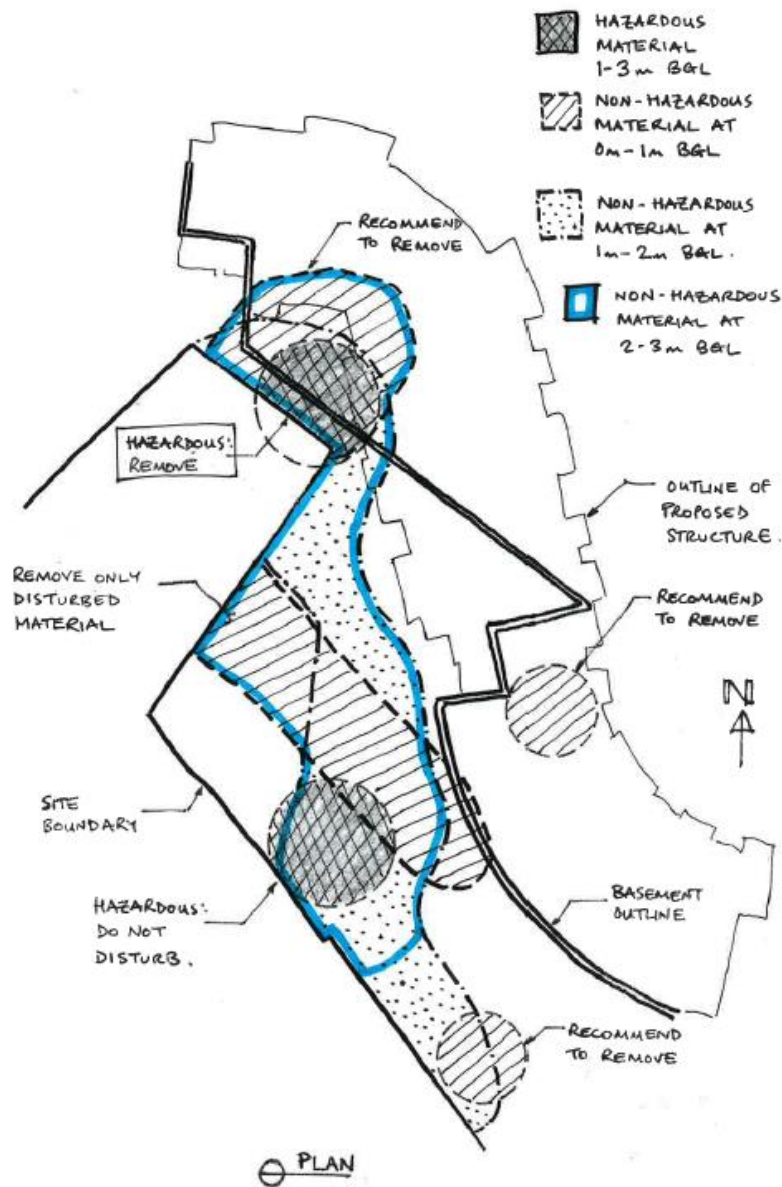 HAZARDOUS
MATERIAL
1-3m BGL
NON-HAZARDOUS
MATERIAL AT
0m-1m BGL
NON-HAZARDOUS
MATERIAL AT
1m-2m BGL.
NON-HAZARDOUS
MATERIAL AT
2-3m BGL
RECOMMEND
TO REMOVE
HAZARDOUS:
REMOVE
OUTLINE OF
PROPOSED
STRUCTURE.
REMOVE ONLY
DISTURBED
MATERIAL
RECOMMEND
TO REMOVE
N
SITE
BOUNDARY
HAZARDOUS:
DO NOT
DISTURB.
BASEMENT
OUTLINE
RECOMMEND
TO REMOVE
PLAN